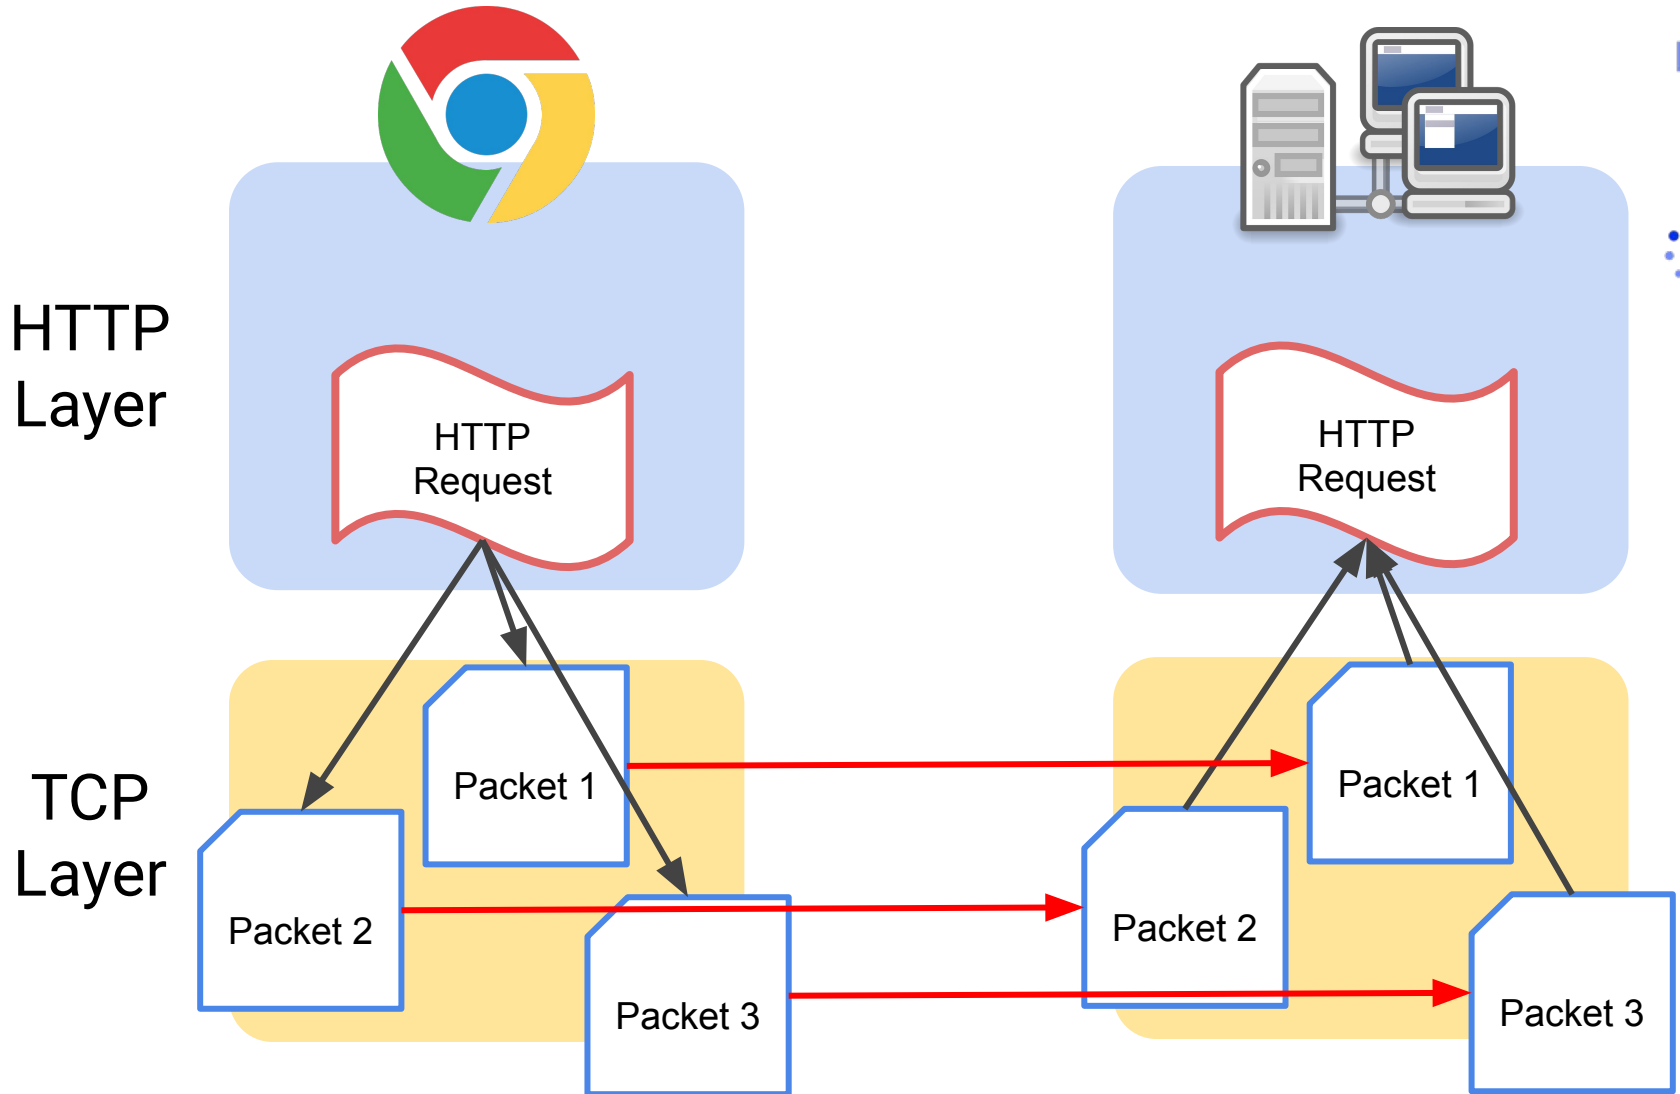 HTTP
Layer
HTTP
Request
HTTP
Request
TCP
Layer
Packet 1
Packet 2
Packet 3
Packet 1
Packet 2
Packet 3